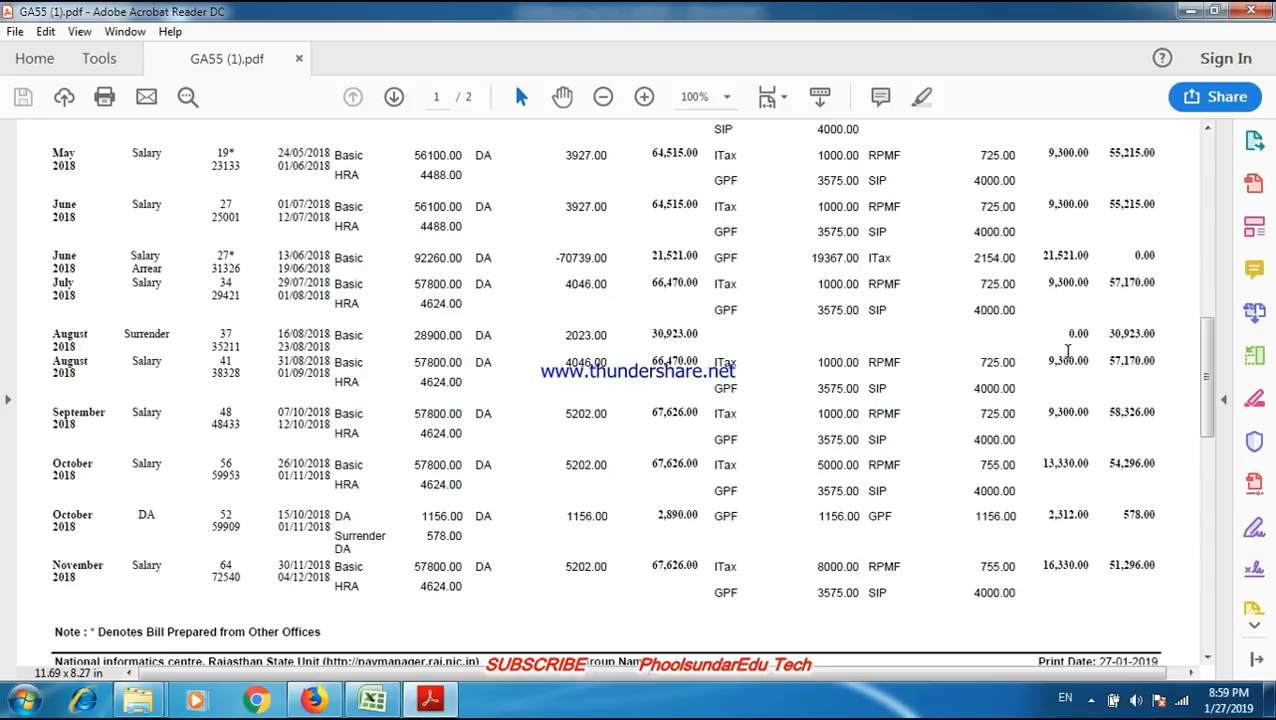 GA55 (1).pdf - Adobe Acrobat Reader DC
File Edit View Window Help
Home Tools GA55 (1).pdf × Sign In
1 / 2 100% Share
SIP 4000.00
May Salary 19* 24/05/2018 Basic 56100.00 DA 3927.00 64,515.00 ITax 1000.00 RPMF 725.00 9,300.00 55,215.00
2018 23133 01/06/2018 HRA 4488.00 GPF 3575.00 SIP 4000.00
June Salary 27 01/07/2018 Basic 56100.00 DA 3927.00 64,515.00 ITax 1000.00 RPMF 725.00 9,300.00 55,215.00
2018 25001 12/07/2018 HRA 4488.00 GPF 3575.00 SIP 4000.00
June Salary 27* 13/06/2018 Basic 92260.00 DA -70739.00 21,521.00 GPF 19367.00 ITax 2154.00 21,521.00 0.00
2018 Arrear 31326 19/06/2018
July Salary 34 29/07/2018 Basic 57800.00 DA 4046.00 66,470.00 ITax 1000.00 RPMF 725.00 9,300.00 57,170.00
2018 29421 01/08/2018 HRA 4624.00 GPF 3575.00 SIP 4000.00
August Surrender 37 16/08/2018 Basic 28900.00 DA 2023.00 30,923.00 0.00 30,923.00
2018 35211 23/08/2018
August Salary 41 31/08/2018 Basic 57800.00 DA 4046.00 66,470.00 ITax 1000.00 RPMF 725.00 9,300.00 57,170.00
www.thundershare.net
2018 38328 01/09/2018 HRA 4624.00 GPF 3575.00 SIP 4000.00
September Salary 48 07/10/2018 Basic 57800.00 DA 5202.00 67,626.00 ITax 1000.00 RPMF 725.00 9,300.00 58,326.00
2018 48433 12/10/2018 HRA 4624.00 GPF 3575.00 SIP 4000.00
October Salary 56 26/10/2018 Basic 57800.00 DA 5202.00 67,626.00 ITax 5000.00 RPMF 755.00 13,330.00 54,296.00
2018 59953 01/11/2018 HRA 4624.00 GPF 3575.00 SIP 4000.00
October DA 52 15/10/2018 DA 1156.00 DA 1156.00 2,890.00 GPF 1156.00 GPF 1156.00 2,312.00 578.00
2018 59909 01/11/2018 Surrender 578.00
DA
November Salary 64 30/11/2018 Basic 57800.00 DA 5202.00 67,626.00 ITax 8000.00 RPMF 755.00 16,330.00 51,296.00
2018 72540 04/12/2018 HRA 4624.00 GPF 3575.00 SIP 4000.00
Note : * Denotes Bill Prepared from Other Offices
National informatics centre, Rajasthan State Unit (http://paymanager.raj.nic.in) Group Nam Print Date: 27-01-2019
SUBSCRIBE PhoolsundarEdu Tech
11.69 x 8.27 in
EN 8:59 PM
1/27/2019